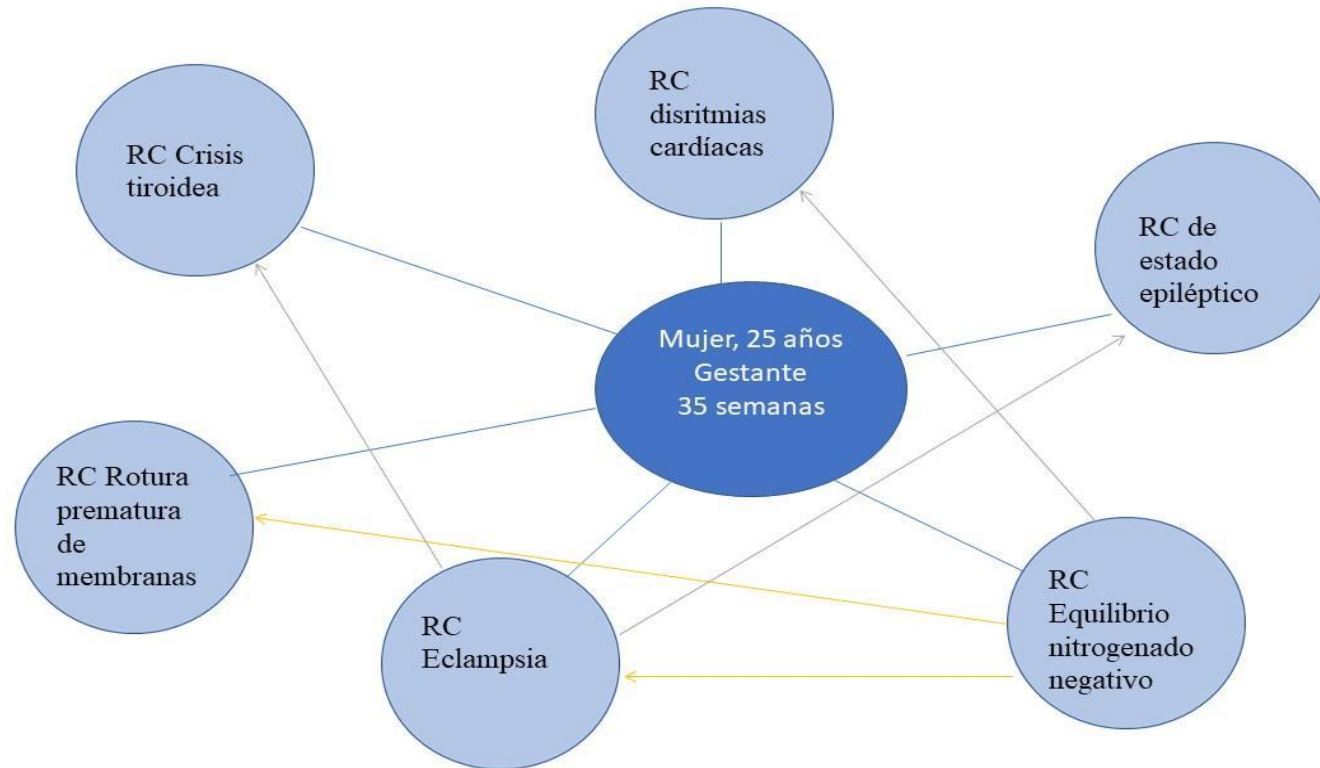 RC
disritmias
cardíacas
RC Crisis
tiroidea
RC de
estado
epiléptico
Mujer, 25 años
Gestante
35 semanas
RC Rotura
prematura
de
membranas
RC
Eclampsia
RC
Equilibrio
nitrogenado
negativo